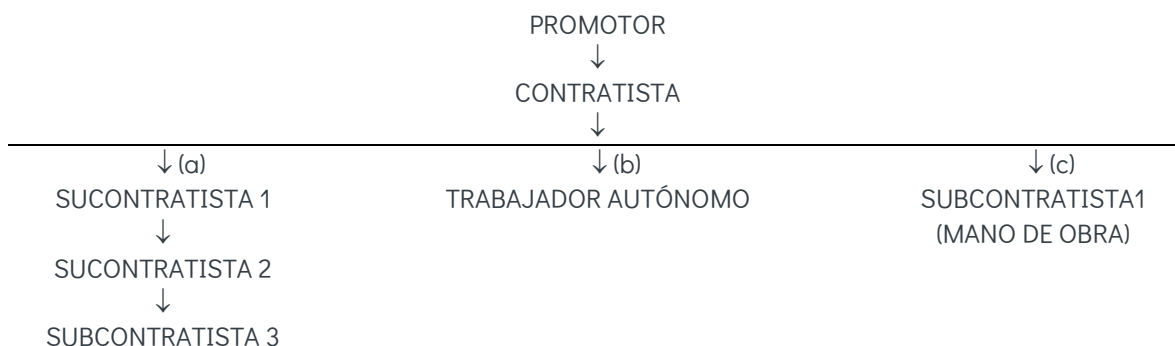 PROMOTOR
↓
CONTRATISTA
↓
↓ (a) ↓ (b) ↓ (c)
SUCONTRATISTA 1 TRABAJADOR AUTÓNOMO SUBCONTRATISTA1
↓ (MANO DE OBRA)
SUCONTRATISTA 2
↓
SUBCONTRATISTA 3